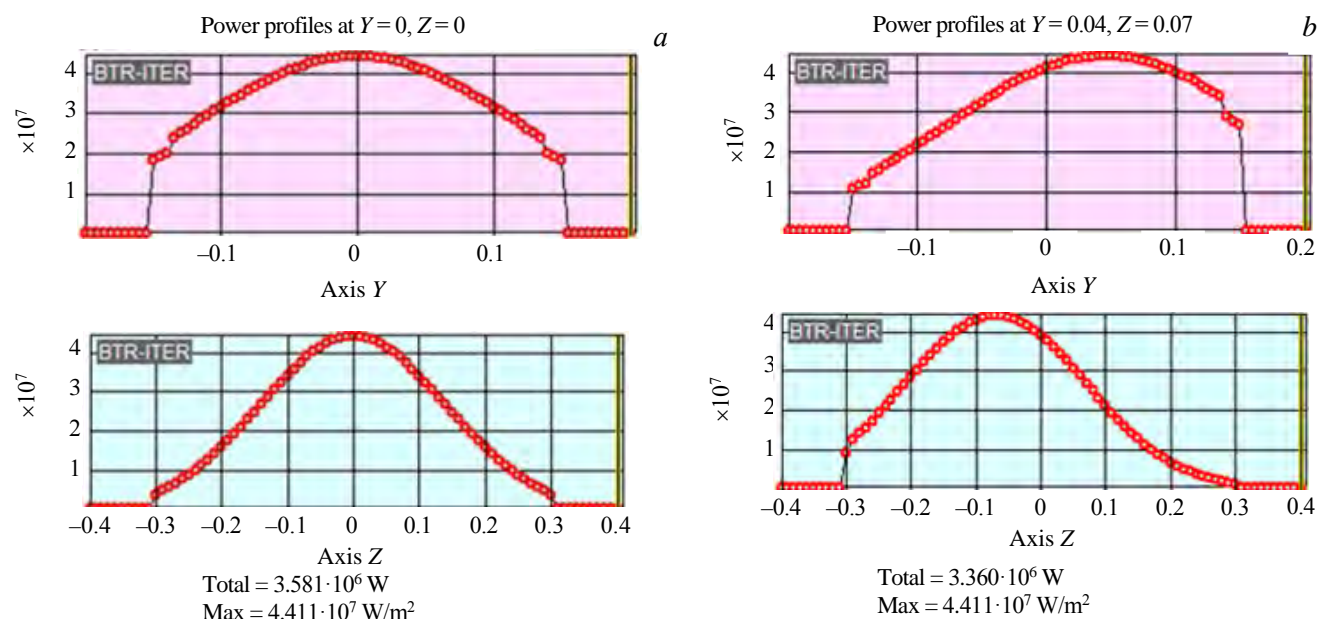 Power profiles at Y = 0, Z = 0
a
×10⁷
BTR-ITER
4
3
2
1
–0.1 0 0.1
Axis Y
×10⁷
BTR-ITER
4
3
2
1
–0.4 –0.3 –0.2 –0.1 0 0.1 0.2 0.3 0.4
Axis Z
Total = 3.581·10⁶ W
Max = 4.411·10⁷ W/m²
Power profiles at Y = 0.04, Z = 0.07
b
×10⁷
BTR-ITER
4
3
2
1
–0.1 0 0.1 0.2
Axis Y
×10⁷
BTR-ITER
4
3
2
1
–0.4 –0.3 –0.2 –0.1 0 0.1 0.2 0.3 0.4
Axis Z
Total = 3.360·10⁶ W
Max = 4.411·10⁷ W/m²